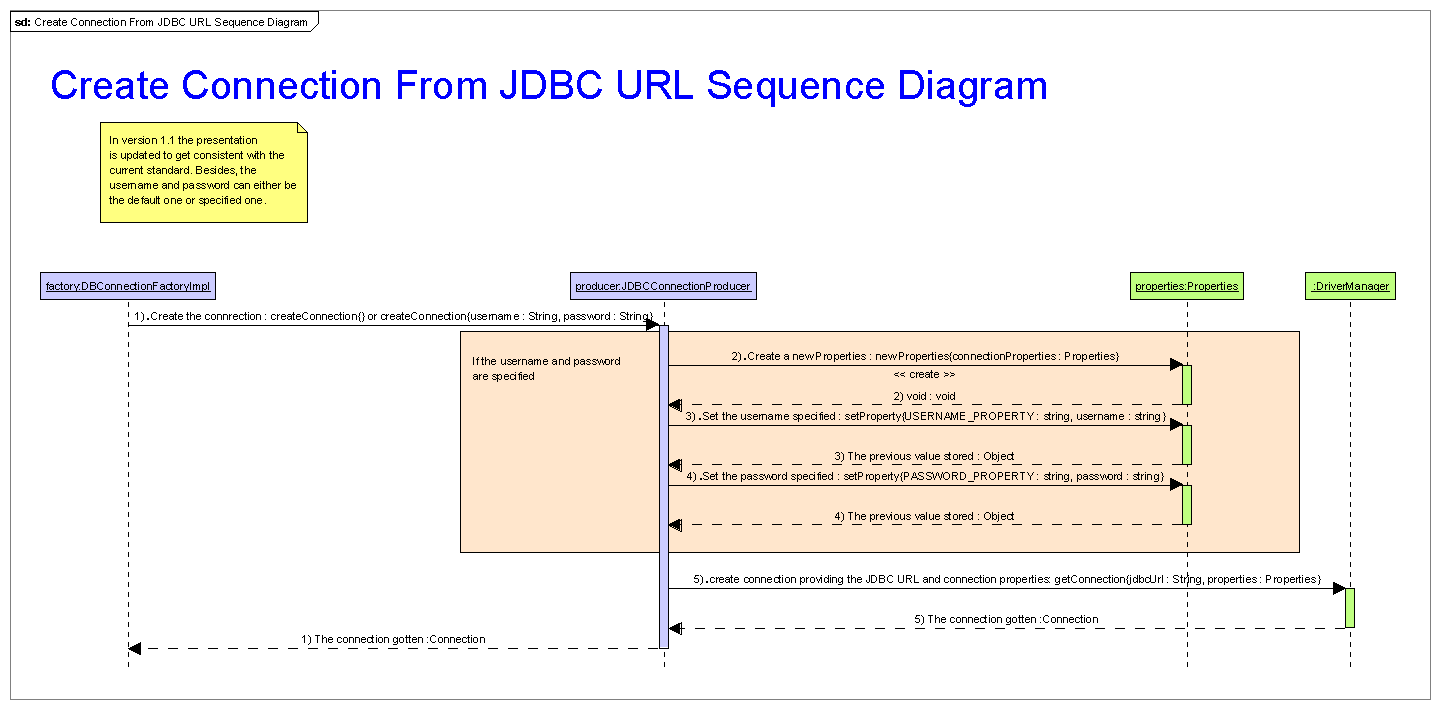 sd: Create Connection From JDBC URL Sequence Diagram
Create Connection From JDBC URL Sequence Diagram
In version 1.1 the presentation
is updated to get consistent with the
current standard. Besides, the
username and password can either be
the default one or specified one.
factory:DBConnectionFactoryImpl
producer:JDBCConnectionProducer
properties:Properties
:DriverManager
1).Create the connrection : createConnection{} or createConnection{username : String, password : String}
If the username and password
are specified
2).Create a newProperties : newProperties{connectionProperties : Properties}
<< create >>
2) void : void
3).Set the username specified : setProperty{USERNAME_PROPERTY : string, username : string}
3) The previous value stored : Object
4).Set the password specified : setProperty{PASSWORD_PROPERTY : string, password : string}
4) The previous value stored : Object
5).create connection providing the JDBC URL and connection properties: getConnection{jdbcUrl : String, properties : Properties}
5) The connection gotten :Connection
1) The connection gotten :Connection